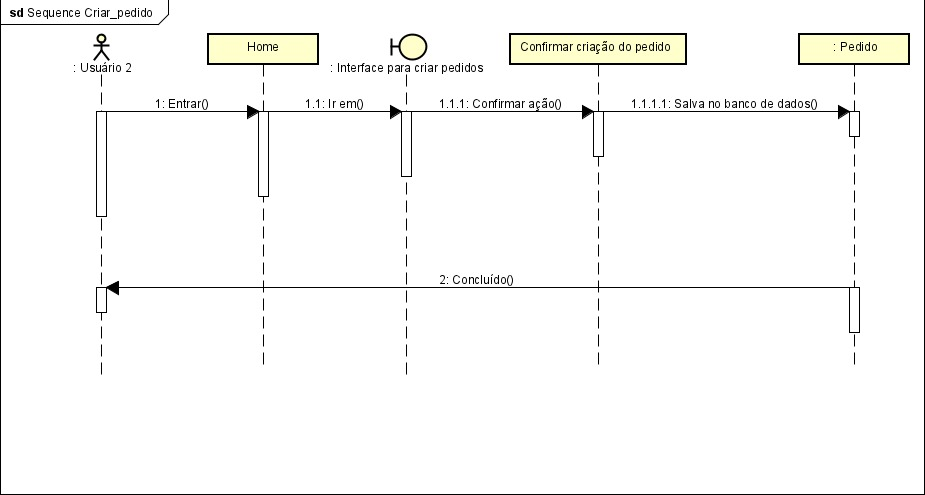 sd Sequence Criar_pedido
: Usuário 2
Home
: Interface para criar pedidos
Confirmar criação do pedido
: Pedido
1: Entrar()
1.1: Ir em()
1.1.1: Confirmar ação()
1.1.1.1: Salva no banco de dados()
2: Concluído()